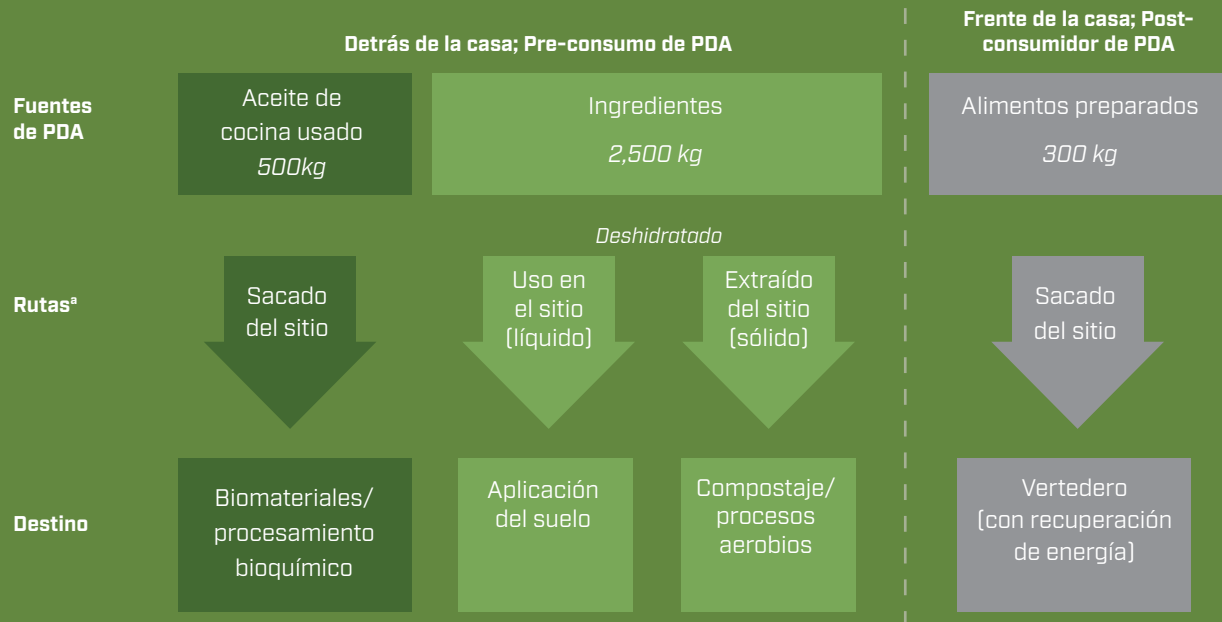 Detrás de la casa; Pre-consumo de PDA
Frente de la casa; Post-
consumidor de PDA
Fuentes
de PDA
Aceite de
cocina usado
500kg
Ingredientes
2,500 kg
Alimentos preparados
300 kg
Deshidratado
Rutasª
Sacado
del sitio
Uso en
el sitio
(líquido)
Extraído
del sitio
(sólido)
Sacado
del sitio
Destino
Biomateriales/
procesamiento
bioquímico
Aplicación
del suelo
Compostaje/
procesos
aerobios
Vertedero
(con recuperación
de energía)